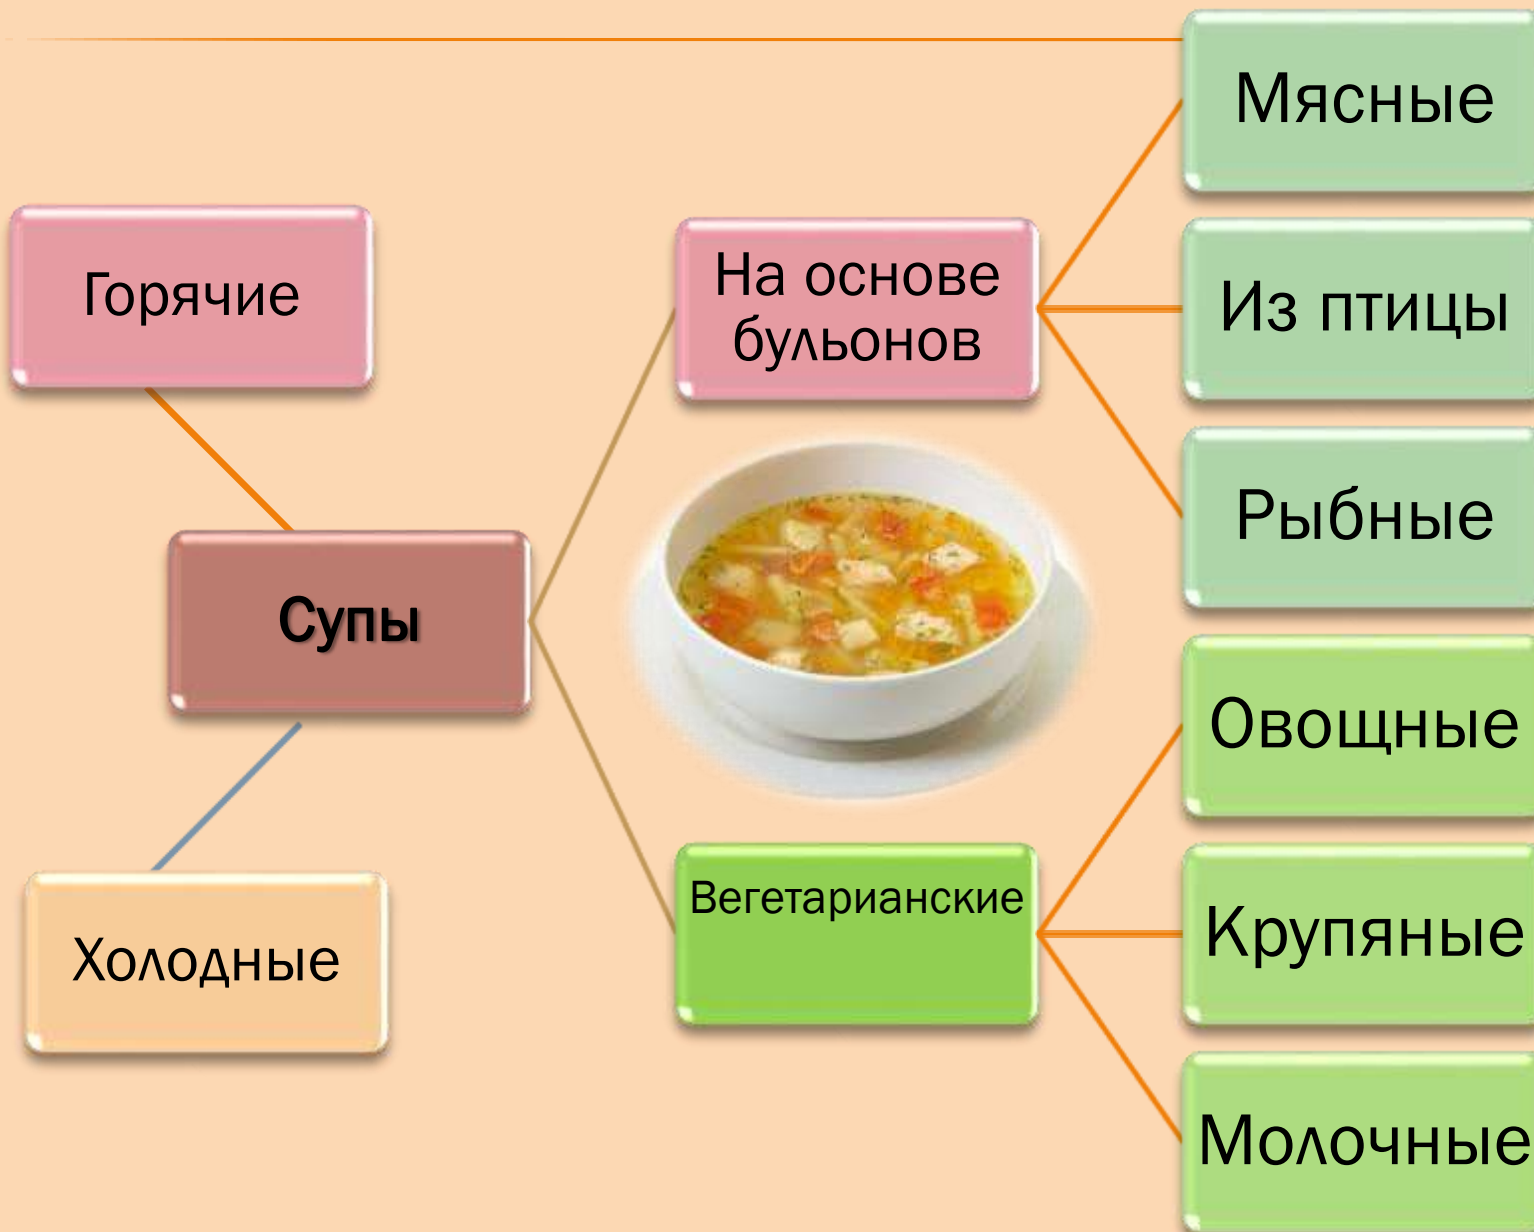 Горячие
Супы
Холодные
На основе
бульонов
Вегетарианские
Мясные
Из птицы
Рыбные
Овощные
Крупяные
Молочные